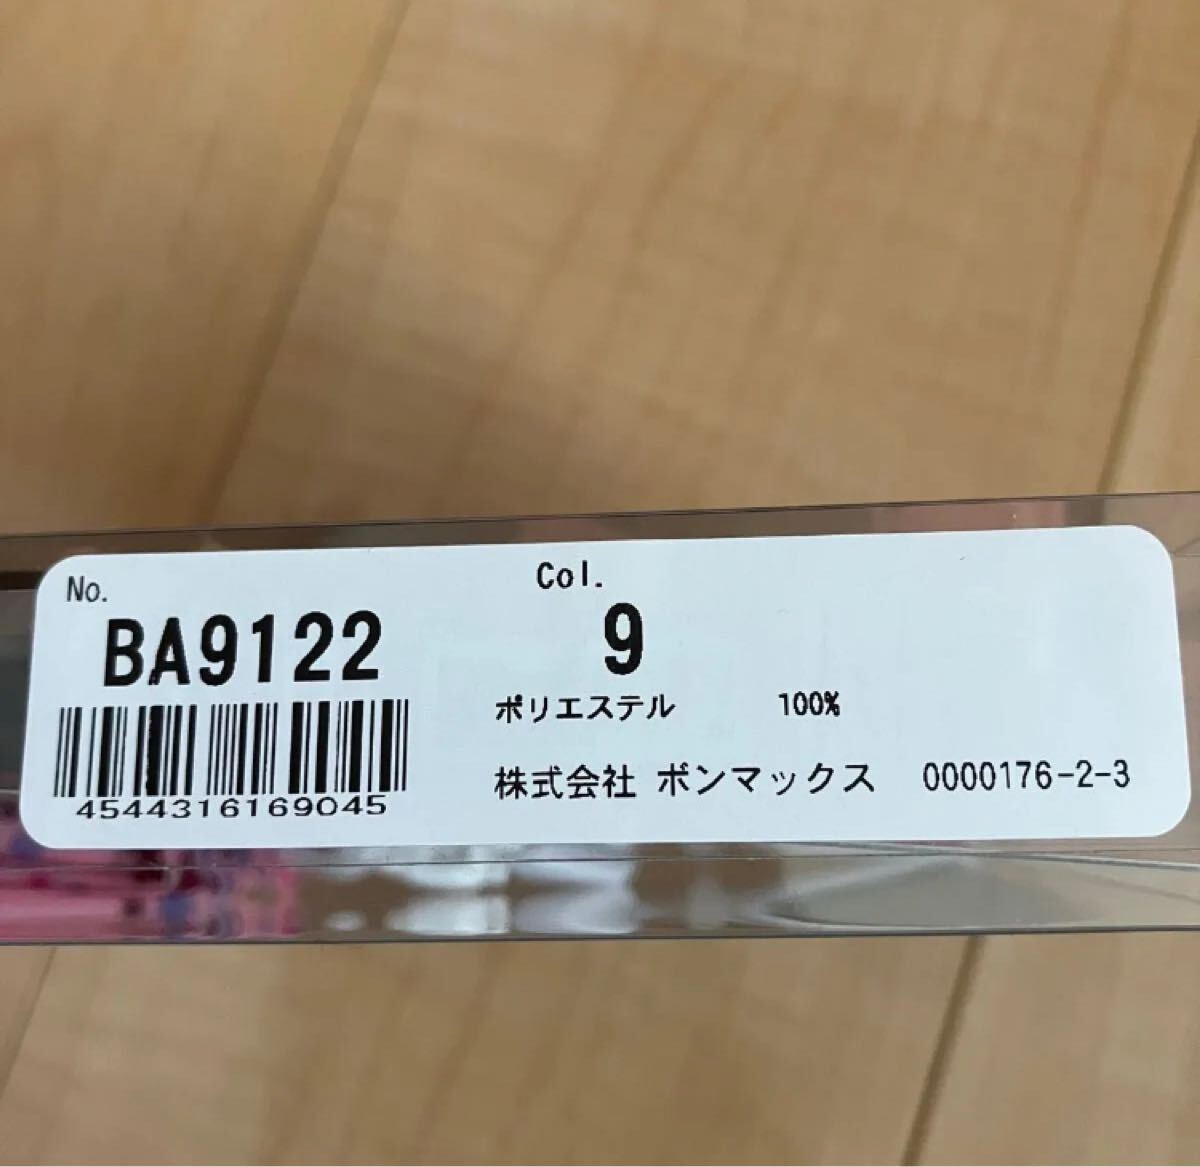 No.
Col.
BA9122
9
ポリエステル 100%
4544316169045
株式会社 ボンマックス 0000176-2-3